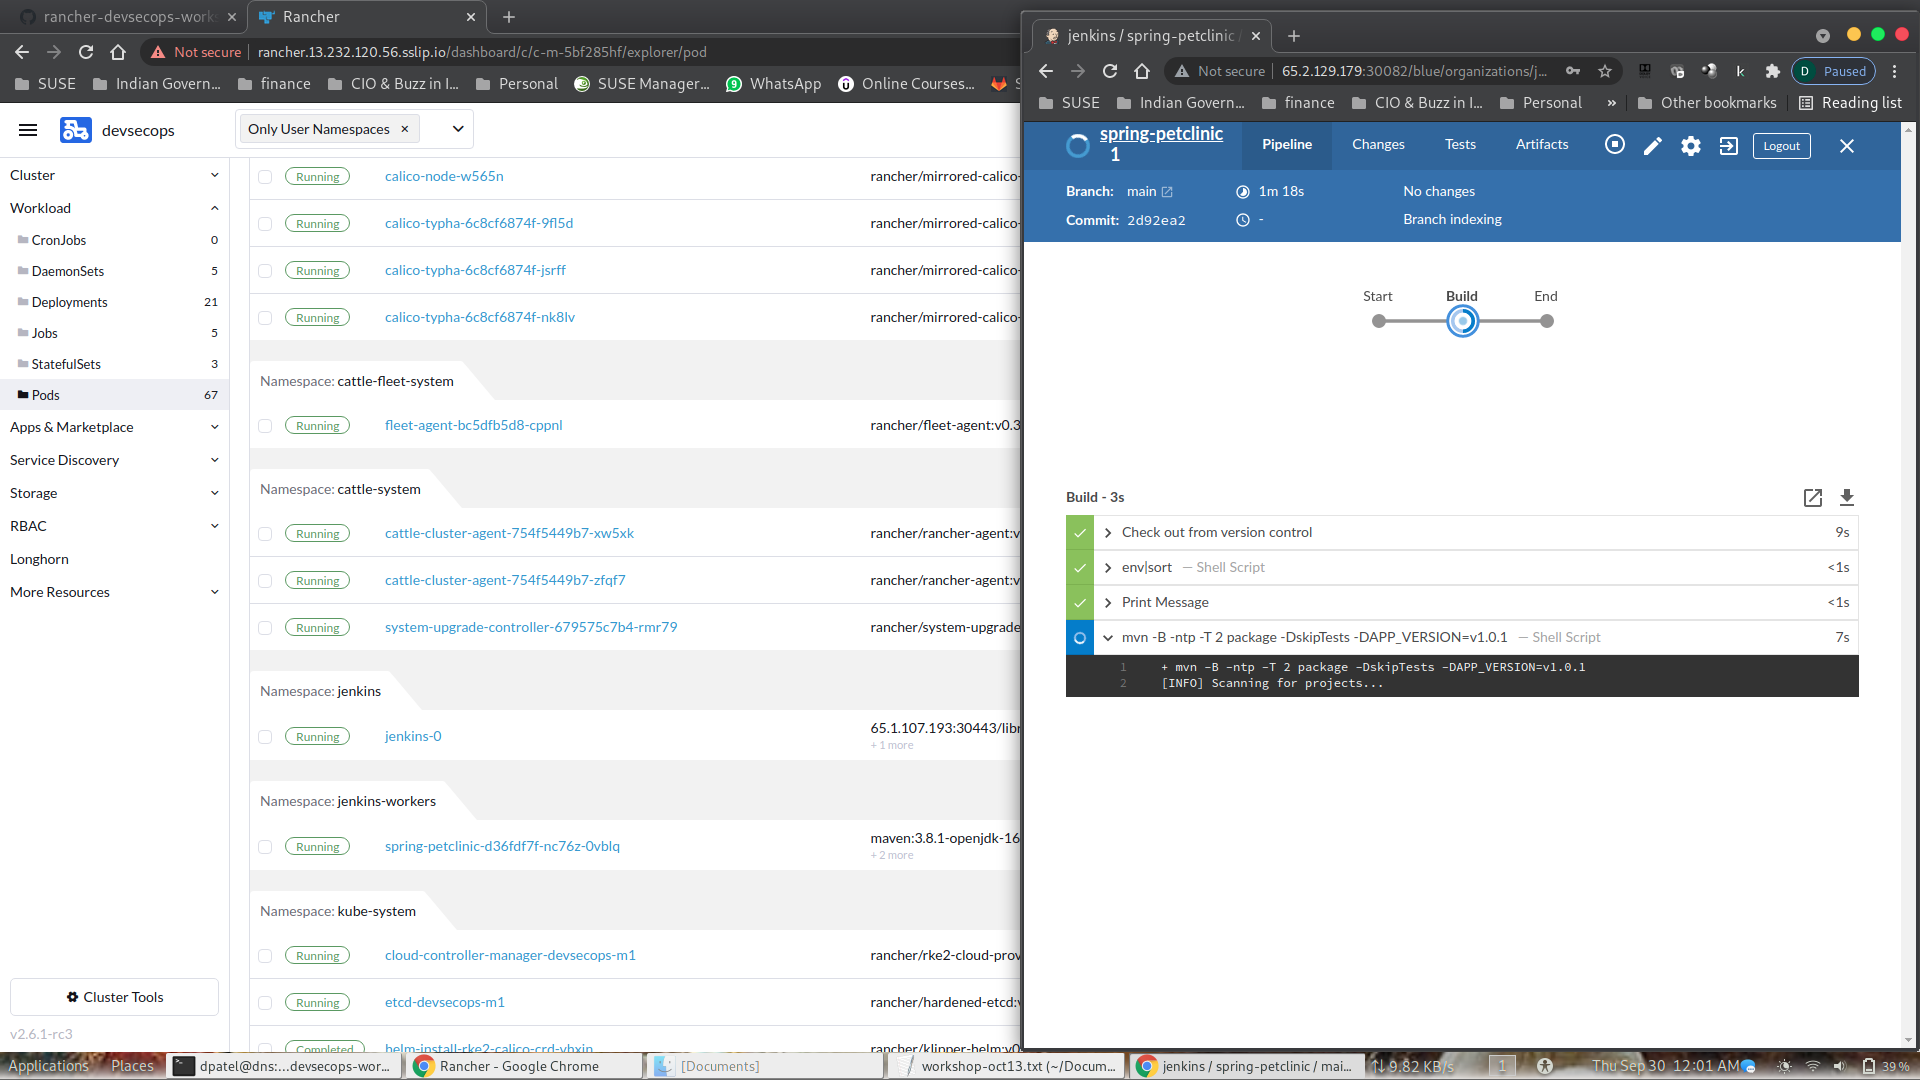 rancher-devsecops-work
Rancher
Not secure
rancher.13.232.120.56.sslip.io/dashboard/c/c-m-5bf285hf/explorer/pod
SUSE
Indian Govern...
finance
CIO & Buzz in I...
Personal
SUSE Manager...
WhatsApp
Online Courses...
devsecops
Only User Namespaces
Cluster
Workload
CronJobs 0
DaemonSets 5
Deployments 21
Jobs 5
StatefulSets 3
Pods 67
Apps & Marketplace
Service Discovery
Storage
RBAC
Longhorn
More Resources
Cluster Tools
v2.6.1-rc3
Running calico-node-w565n rancher/mirrored-calico-
Running calico-typha-6c8cf6874f-9fl5d rancher/mirrored-calico-
Running calico-typha-6c8cf6874f-jsrff rancher/mirrored-calico-
Running calico-typha-6c8cf6874f-nk8lv rancher/mirrored-calico-
Namespace: cattle-fleet-system
Running fleet-agent-bc5dfb5d8-cppnl rancher/fleet-agent:v0.3
Namespace: cattle-system
Running cattle-cluster-agent-754f5449b7-xw5xk rancher/rancher-agent:v
Running cattle-cluster-agent-754f5449b7-zfqf7 rancher/rancher-agent:v
Running system-upgrade-controller-679575c7b4-rmr79 rancher/system-upgrade
Namespace: jenkins
Running jenkins-0 65.1.107.193:30443/libr
+ 1 more
Namespace: jenkins-workers
Running spring-petclinic-d36fdf7f-nc76z-0vblq maven:3.8.1-openjdk-16
+ 2 more
Namespace: kube-system
Running cloud-controller-manager-devsecops-m1 rancher/rke2-cloud-prov
Running etcd-devsecops-m1 rancher/hardened-etcd:v
Completed helm-install-rke2-calico-crd-vbxjn rancher/klipper-helm:v0
jenkins / spring-petclinic /
Not secure
65.2.129.179:30082/blue/organizations/j...
D Paused
SUSE
Indian Govern...
finance
CIO & Buzz in I...
Personal
»
Other bookmarks
Reading list
spring-petclinic
1
Pipeline
Changes
Tests
Artifacts
Logout
Branch: main
1m 18s
No changes
Commit: 2d92ea2
-
Branch indexing
Start
Build
End
Build - 3s
Check out from version control 9s
env|sort — Shell Script <1s
Print Message <1s
mvn -B -ntp -T 2 package -DskipTests -DAPP_VERSION=v1.0.1 — Shell Script 7s
1 + mvn -B -ntp -T 2 package -DskipTests -DAPP_VERSION=v1.0.1
2 [INFO] Scanning for projects...
Applications
Places
dpatel@dns:...devsecops-wor...
Rancher - Google Chrome
[Documents]
workshop-oct13.txt (~/Docum...
jenkins / spring-petclinic / mai...
9.82 KB/s
1
Thu Sep 30 12:01 AM
39 %